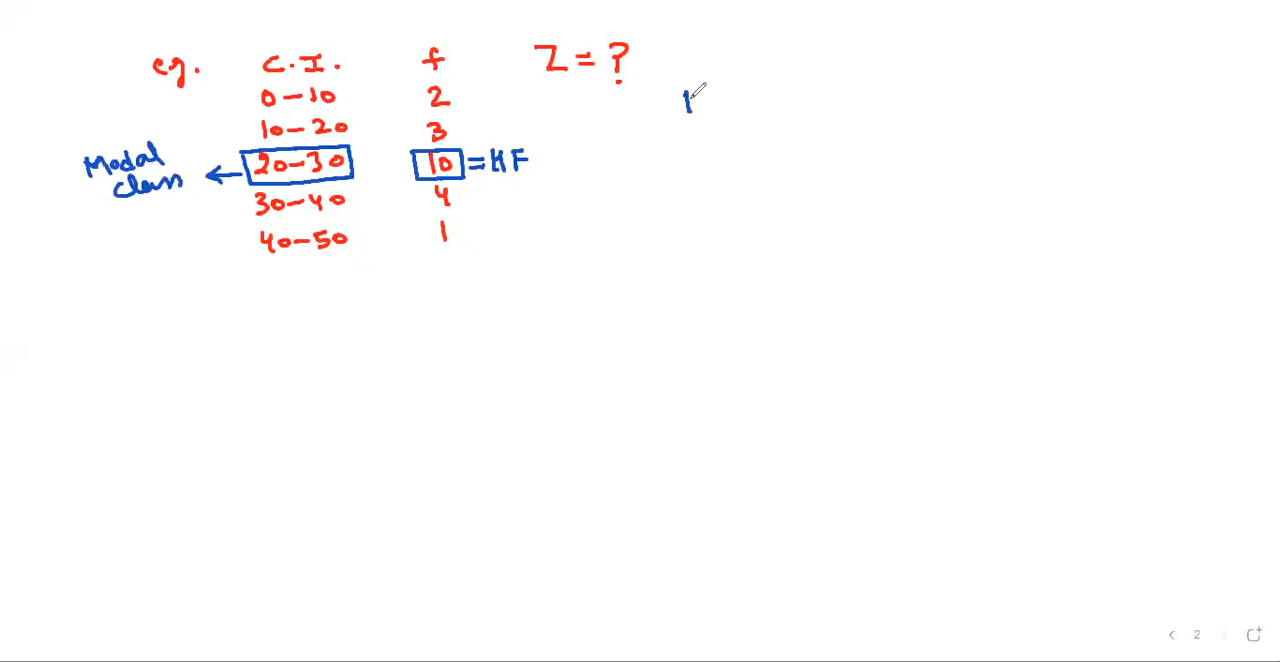 eg. C.I. f Z = ?
0-10 2
10-20 3
Modal class ← 20-30 10 = HF
30-40 4
40-50 1
2